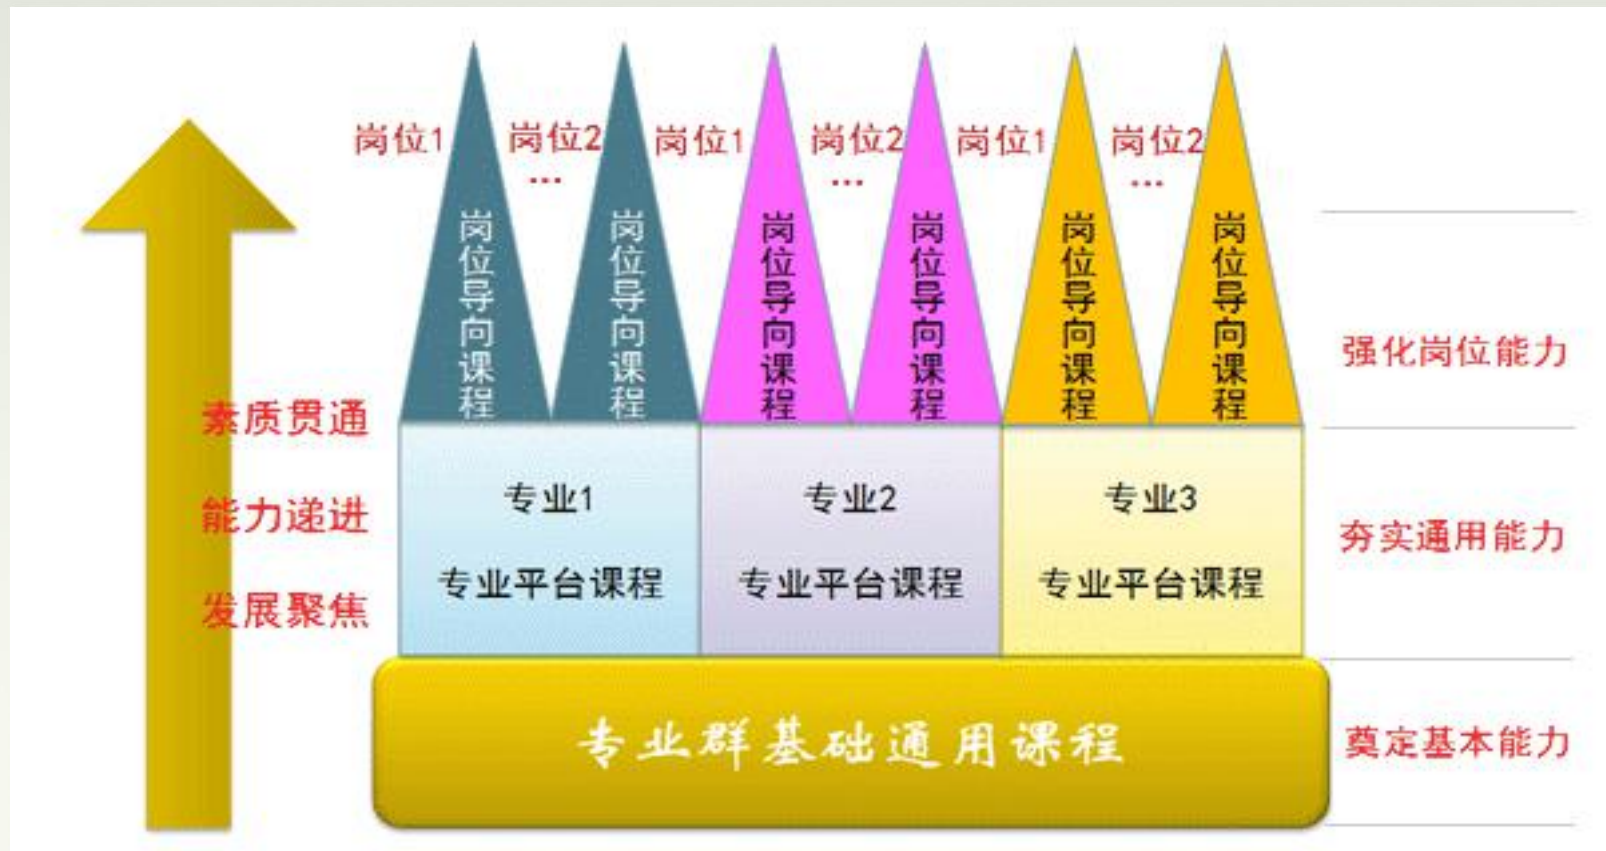 岗位1
岗位2
...
岗位1
岗位2
...
岗位1
岗位2
...
岗位导向课程
岗位导向课程
岗位导向课程
岗位导向课程
岗位导向课程
岗位导向课程
强化岗位能力
素质贯通
能力递进
发展聚焦
专业1
专业平台课程
专业2
专业平台课程
专业3
专业平台课程
夯实通用能力
专业群基础通用课程
奠定基本能力